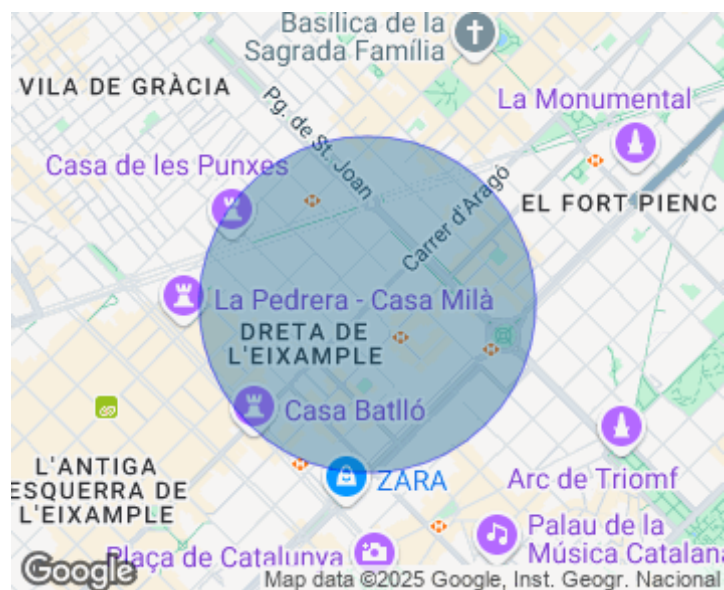 Basílica de la
Sagrada Família
VILA DE GRÀCIA
La Monumental
Pg. de St. Joan
Casa de les Punxes
EL FORT PIENC
Carrer d'Aragó
La Pedrera - Casa Milà
DRETA DE
L'EIXAMPLE
Casa Batlló
L'ANTIGA
ESQUERRA DE
L'EIXAMPLE
ZARA
Arc de Triomf
Palau de la
Música Catalana
Plaça de Catalunya
Google
Map data ©2025 Google, Inst. Geogr. Nacional